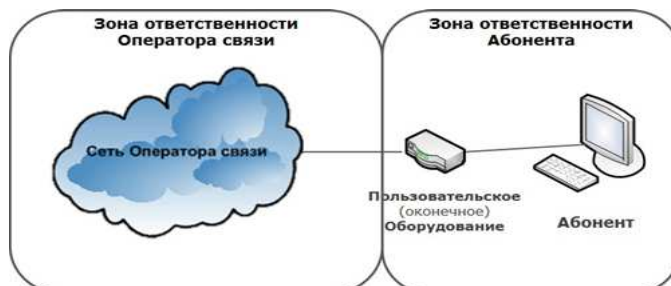 Зона ответственности
Оператора связи
Зона ответственности
Абонента
Сеть Оператора связи
Пользовательское
(оконечное)
Оборудование
Абонент